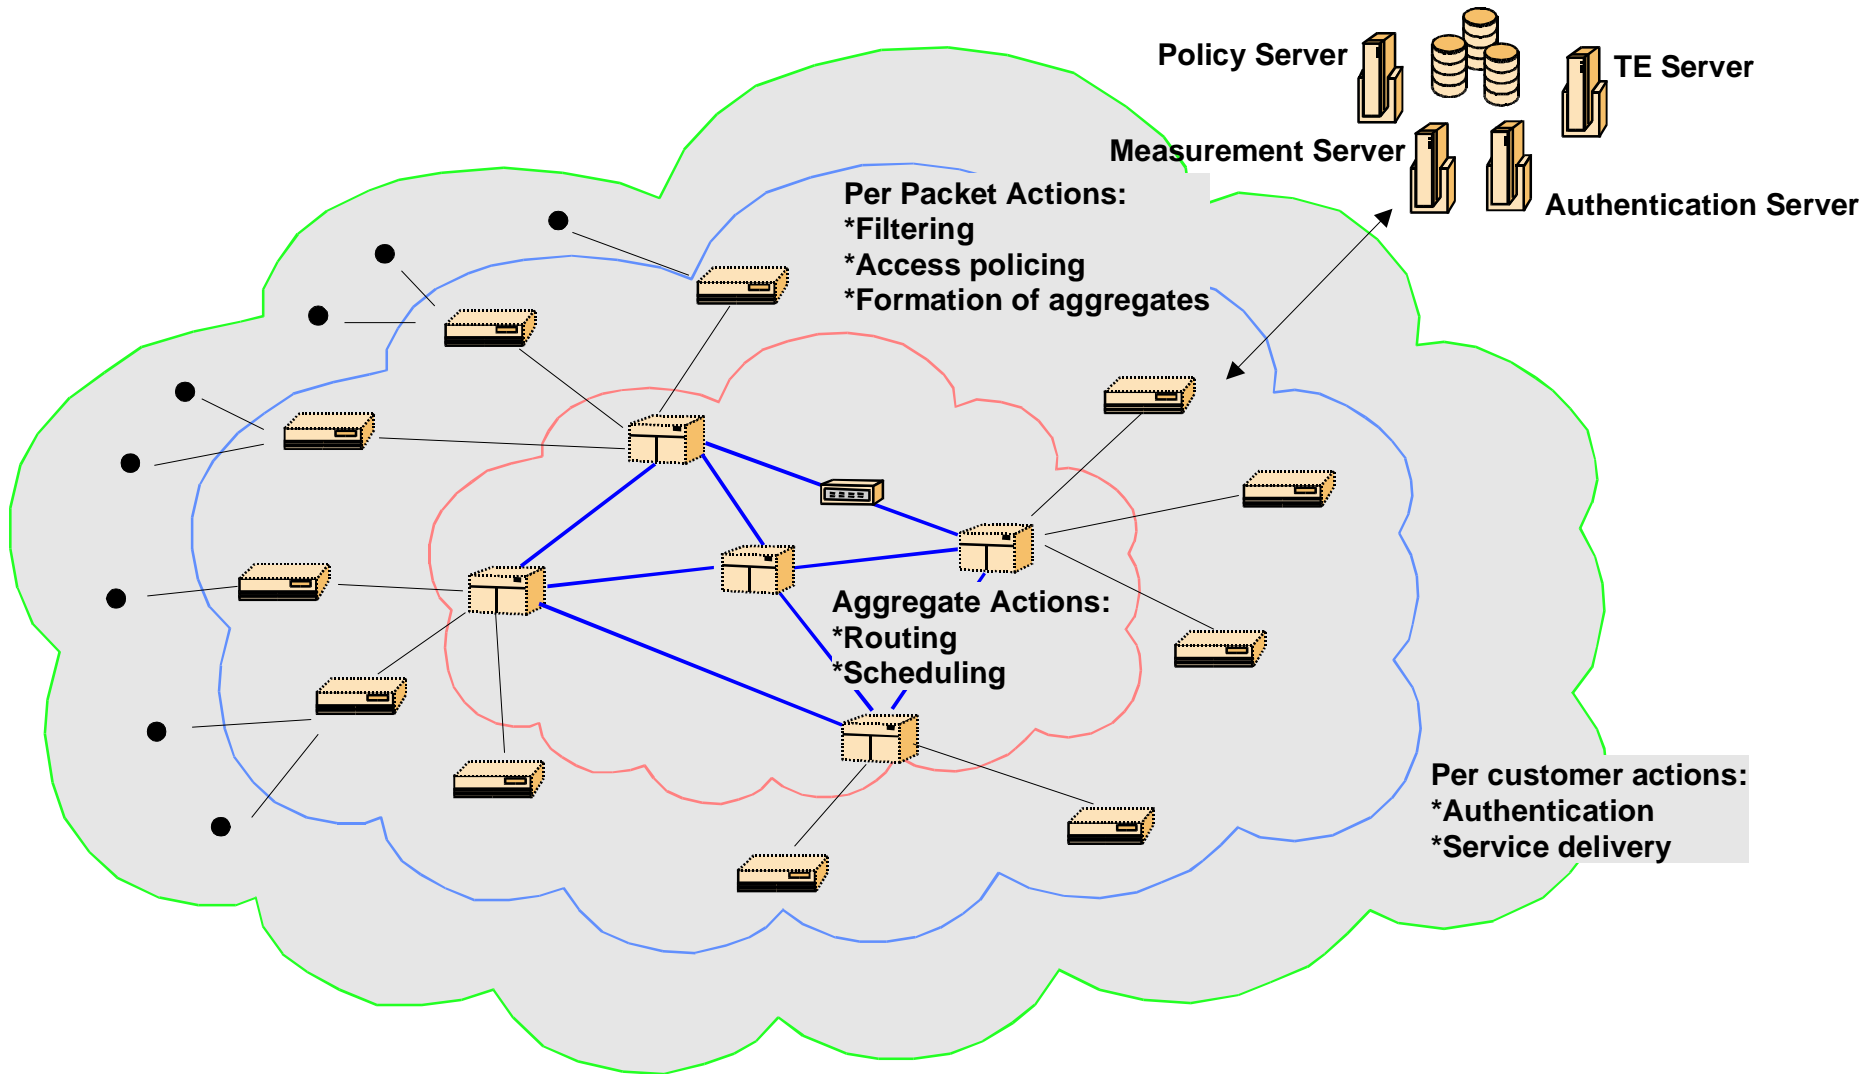 Policy Server
TE Server
Measurement Server
Authentication Server
Per Packet Actions:
*Filtering
*Access policing
*Formation of aggregates
Aggregate Actions:
*Routing
*Scheduling
Per customer actions:
*Authentication
*Service delivery